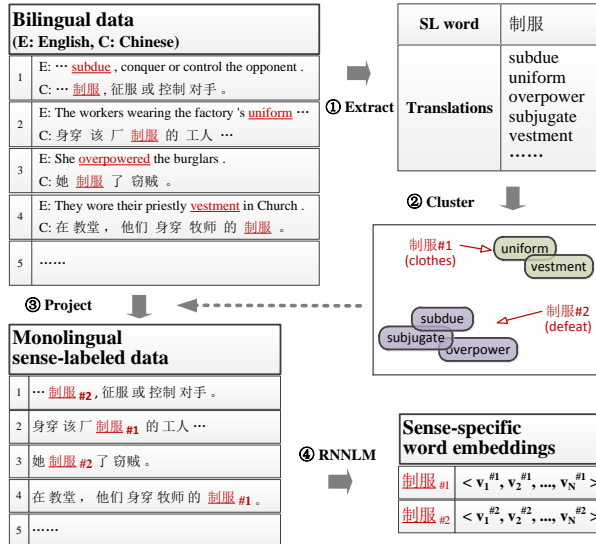 Bilingual data
(E: English, C: Chinese)
1
E: ··· subdue , conquer or control the opponent .
C: ··· 制服 , 征服 或 控制 对手 。
2
E: The workers wearing the factory 's uniform ···
C: 身穿 该 厂 制服 的 工人 ···
3
E: She overpowered the burglars .
C: 她 制服 了 窃贼 。
4
E: They wore their priestly vestment in Church .
C: 在 教堂 , 他们 身穿 牧师 的 制服 。
5
······
① Extract
SL word
制服
Translations
subdue
uniform
overpower
subjugate
vestment
······
② Cluster
制服#1
(clothes)
uniform
vestment
制服#2
(defeat)
subdue
subjugate
overpower
③ Project
Monolingual
sense-labeled data
1 ··· 制服 #2 , 征服 或 控制 对手 。
2 身穿 该 厂 制服 #1 的 工人 ···
3 她 制服 #2 了 窃贼 。
4 在 教堂 , 他们 身穿 牧师 的 制服 #1 。
5 ······
④ RNNLM
Sense-specific
word embeddings
制服 #1 < v₁^#1, v₂^#1, ..., v_N^#1 >
制服 #2 < v₁^#2, v₂^#2, ..., v_N^#2 >